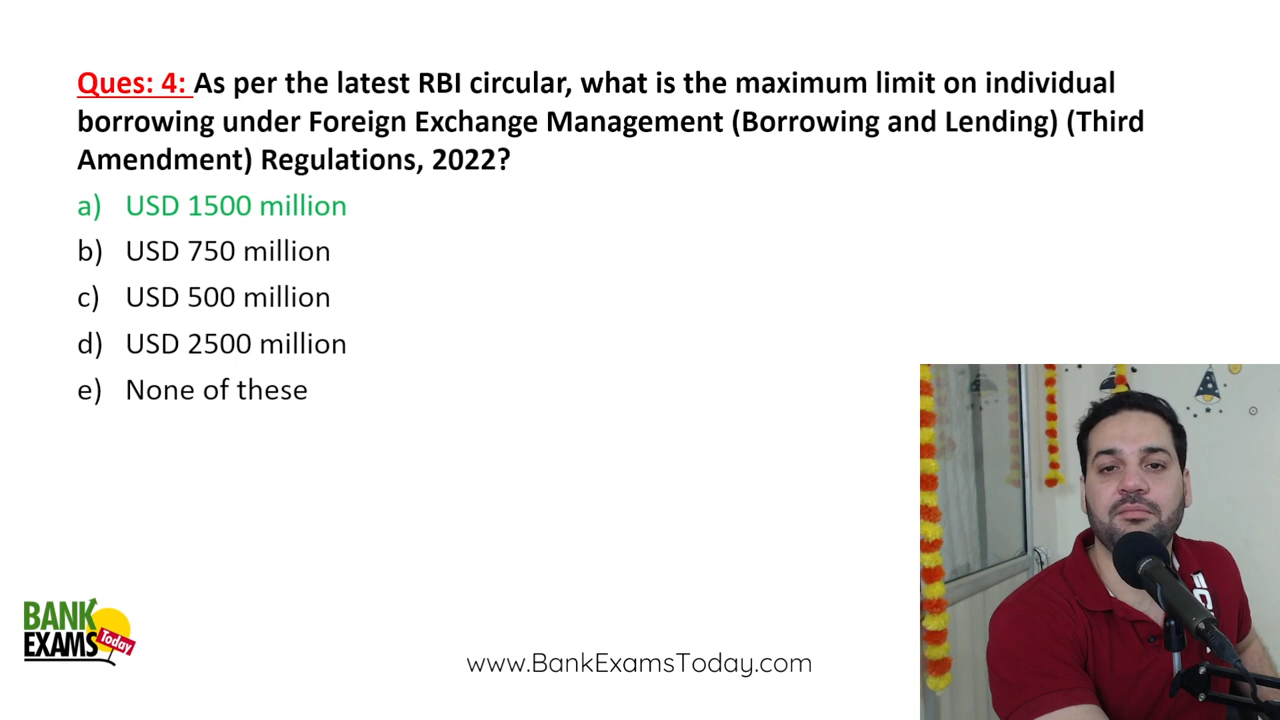 Ques: 4: As per the latest RBI circular, what is the maximum limit on individual
borrowing under Foreign Exchange Management (Borrowing and Lending) (Third
Amendment) Regulations, 2022?
a) USD 1500 million
b) USD 750 million
c) USD 500 million
d) USD 2500 million
e) None of these
BANK
EXAMS Today
www.BankExamsToday.com